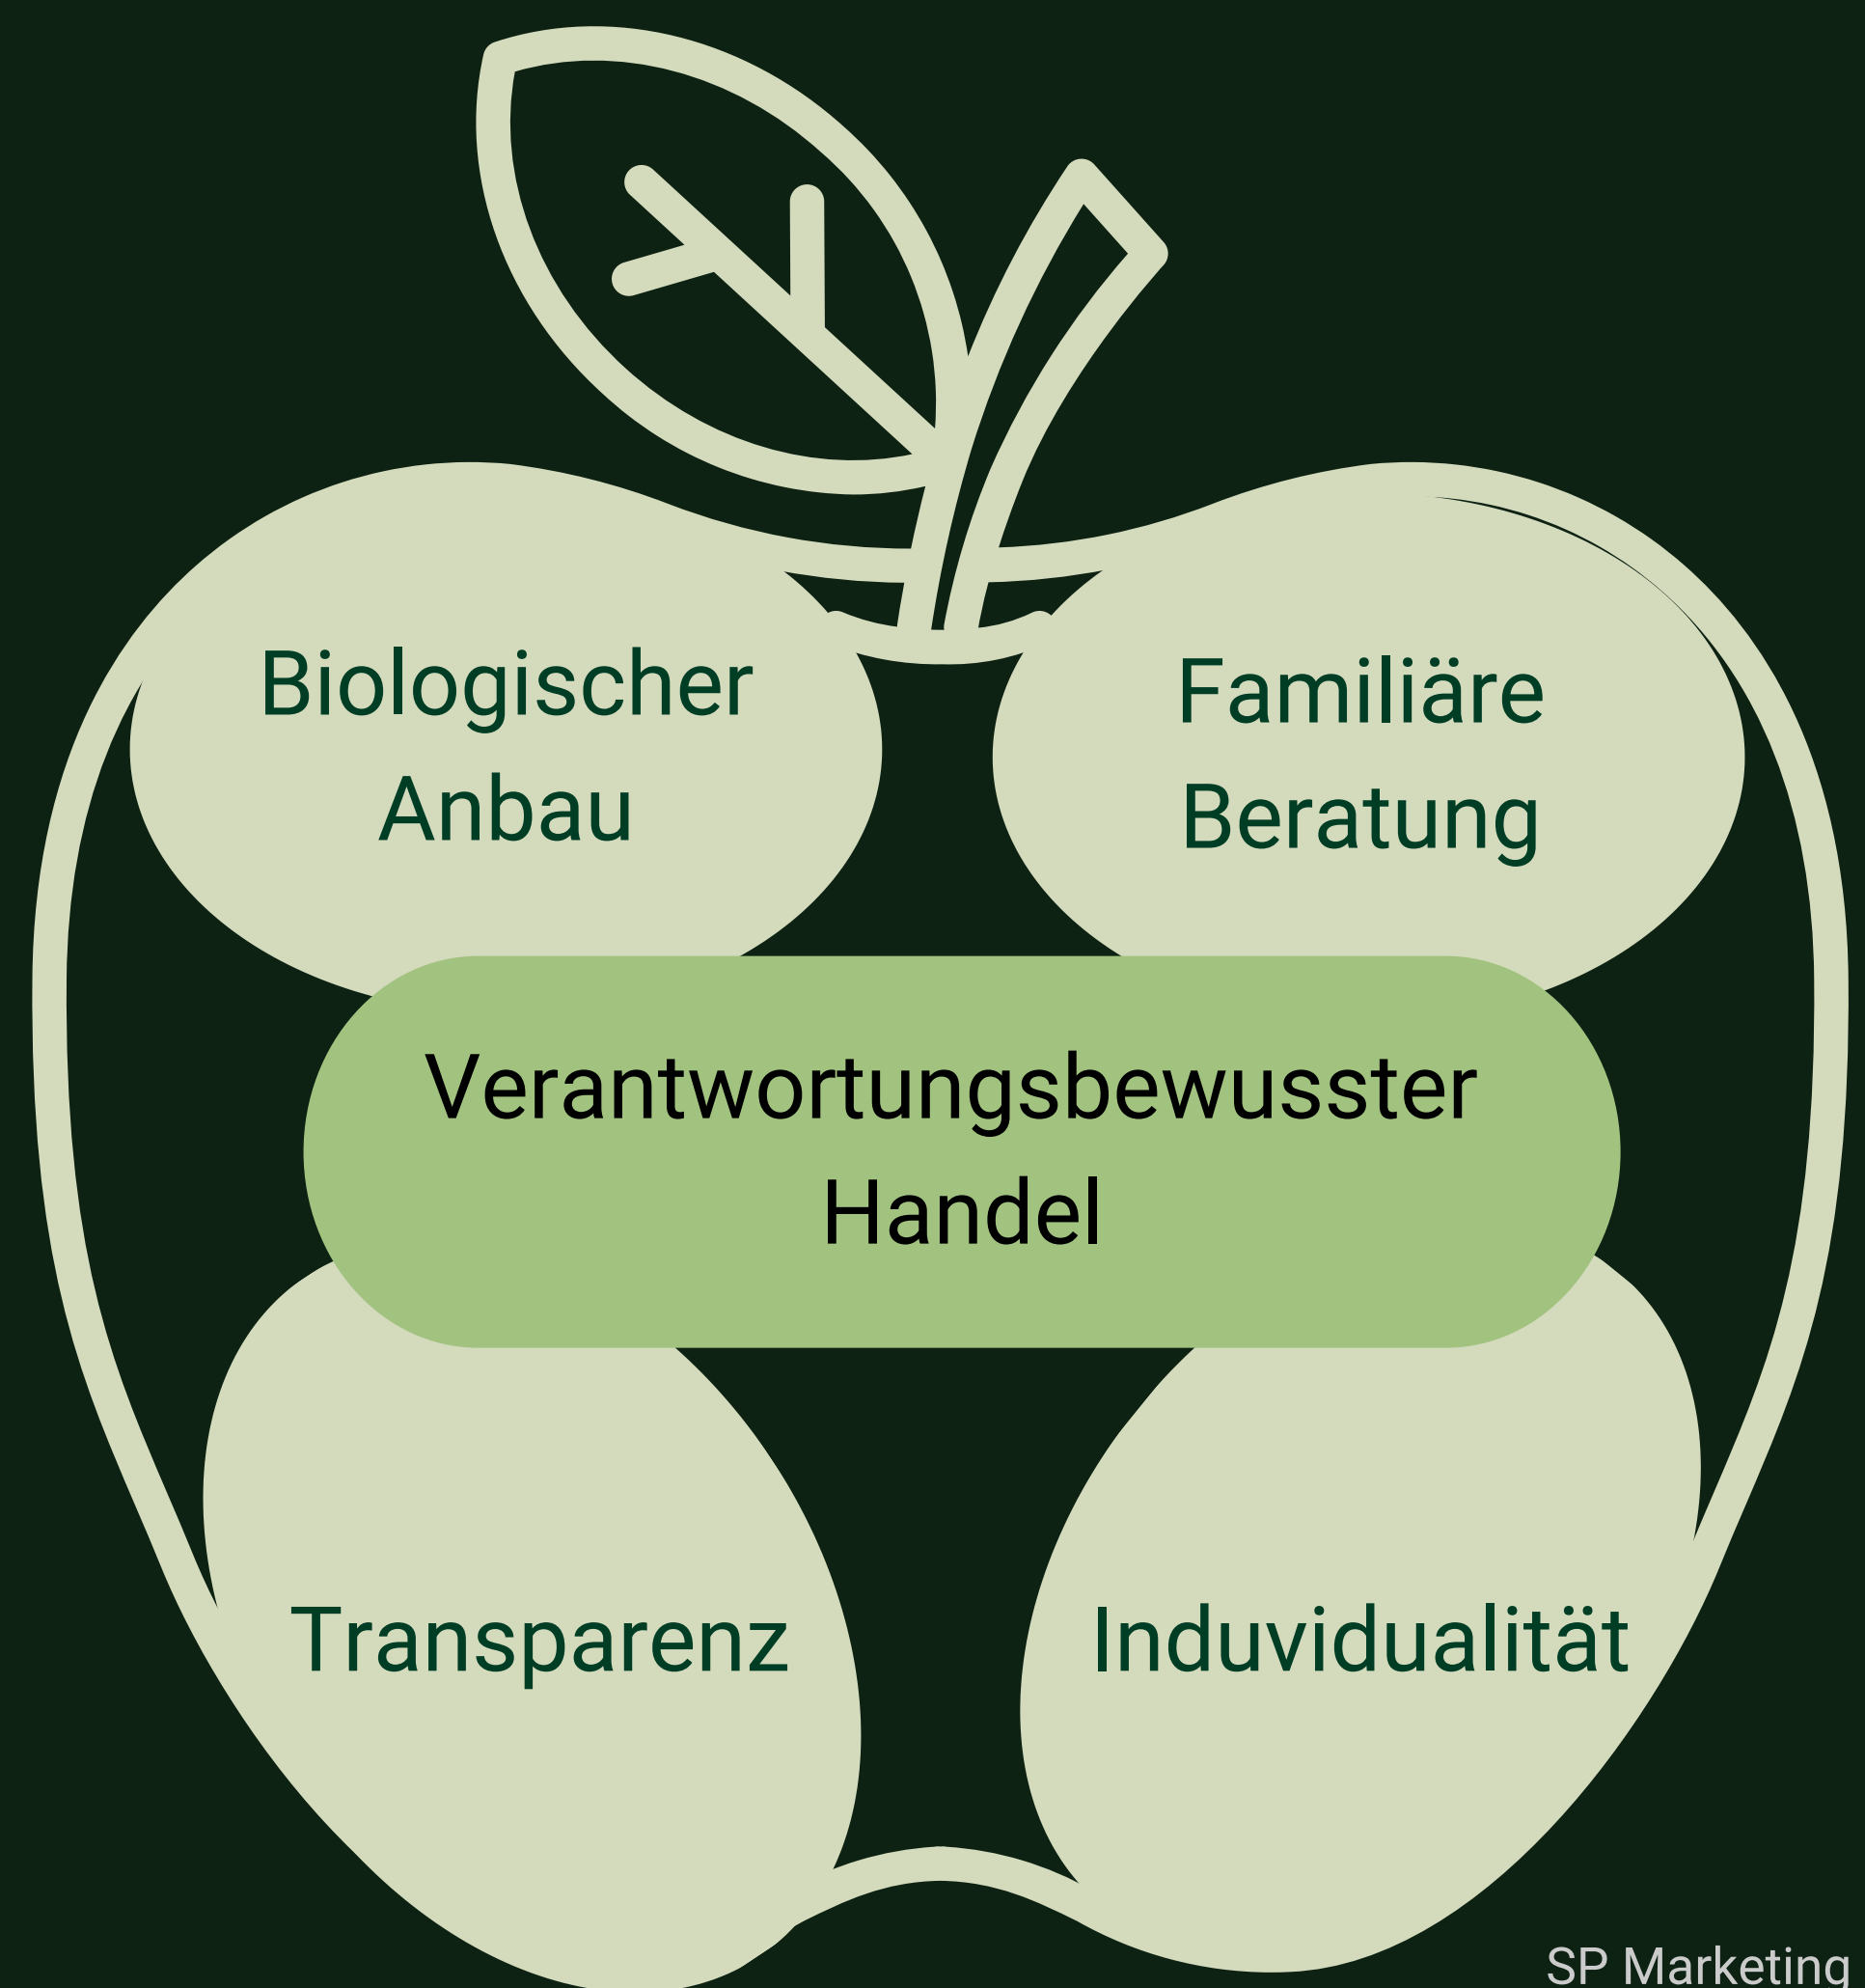 Biologischer
Anbau
Familiäre
Beratung
Verantwortungsbewusster
Handel
Transparenz
Induvidualität
SP Marketing